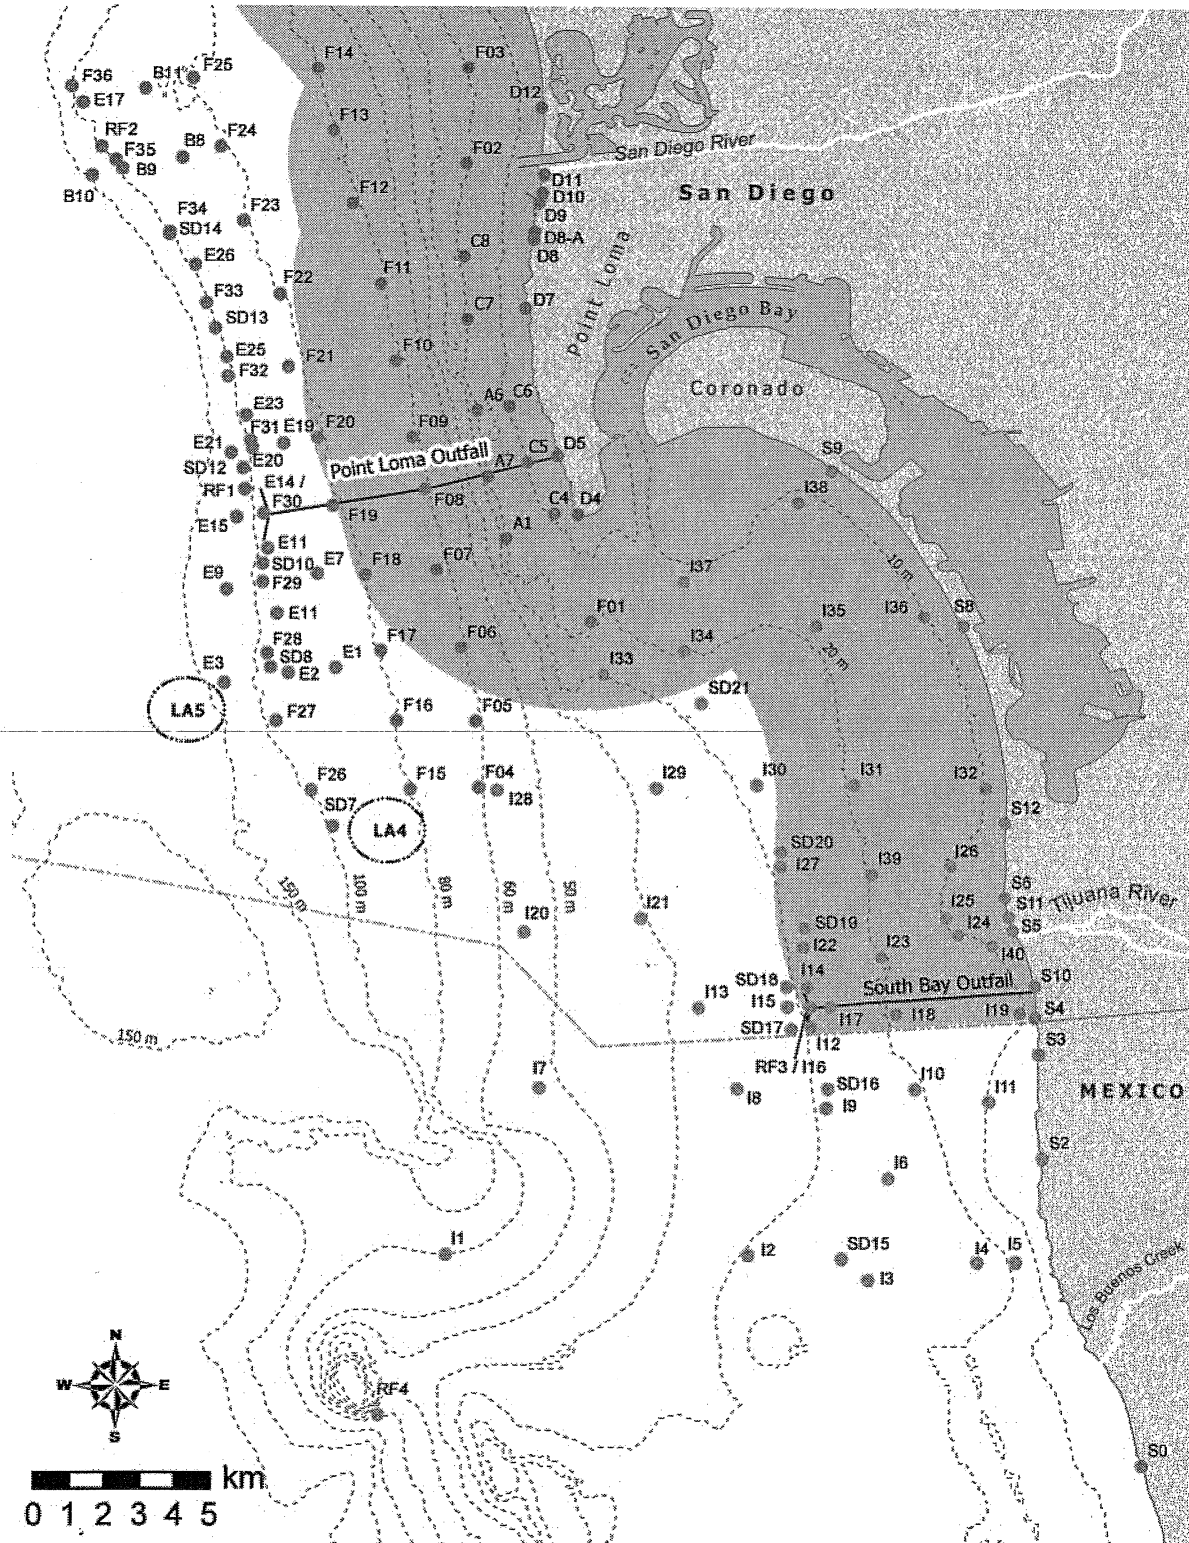 F14
F03
F36
B11
F25
E17
D12
F13
RF2
F35
B8
F24
F02
San Diego River
B9
D11
B10
F12
D10
San Diego
F34
F23
D9
SD14
D8-A
C8
D8
E26
F22
F11
Point Loma
F33
C7
D7
San Diego Bay
SD13
E25
F21
F10
F32
Coronado
A6
C6
E23
F31
E19
F20
F09
E21
D5
S9
E20
Point Loma Outfall
C5
SD12
A7
E14 /
RF1
F30
F08
I38
F19
C4
D4
E15
A1
E11
SD10
E7
F18
F07
10 m
E9
F29
I37
E11
F01
I35
I36
S8
F28
F17
F06
I34
E3
SD8
E1
20 m
E2
I33
SD21
LA5
F27
F16
F05
F26
F15
F04
I29
I30
I31
I32
I28
SD7
S12
LA4
SD20
I27
I39
I26
150 m
100 m
80 m
60 m
50 m
S6
I20
I21
I25
S11
Tijuana River
SD19
I24
S5
I22
I23
I40
I14
SD18
South Bay Outfall
S10
I13
I15
I17
I18
I19
S4
SD17
I12
150 m
S3
RF3 / I16
I7
I8
SD16
I10
I11
MEXICO
I9
S2
I6
I1
I2
SD15
I4
I5
I3
Los Buenos Creek
N
W
E
S
RF4
S0
km
0 1 2 3 4 5